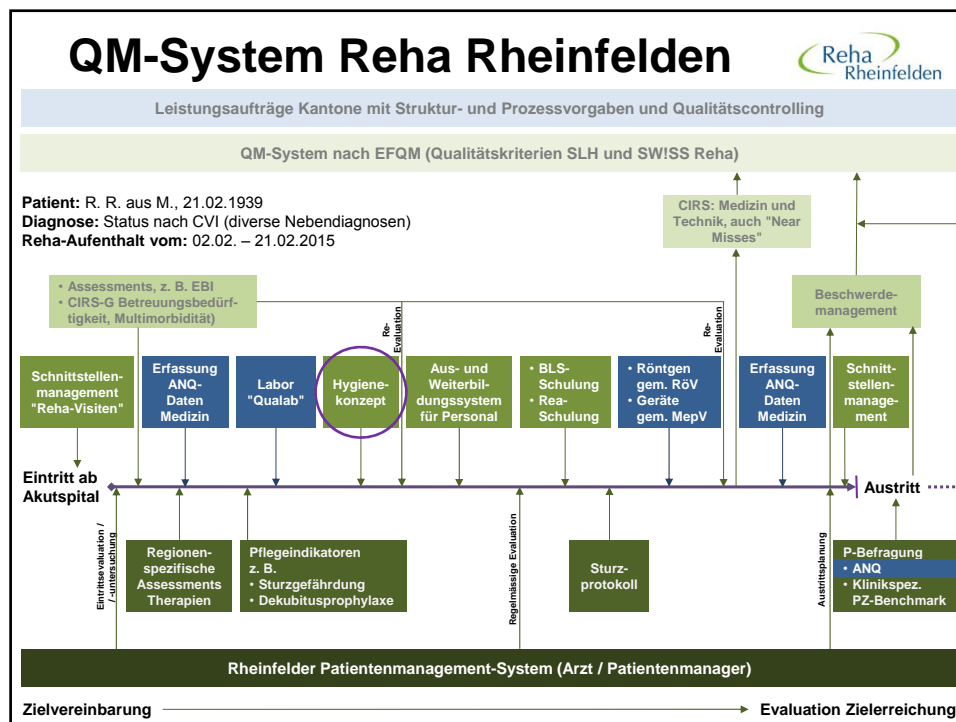 QM-System Reha Rheinfelden
Reha
Rheinfelden
Leistungsaufträge Kantone mit Struktur- und Prozessvorgaben und Qualitätscontrolling
QM-System nach EFQM (Qualitätskriterien SLH und SW!SS Reha)
Patient: R. R. aus M., 21.02.1939
Diagnose: Status nach CVI (diverse Nebendiagnosen)
Reha-Aufenthalt vom: 02.02. – 21.02.2015
CIRS: Medizin und
Technik, auch "Near
Misses"
• Assessments, z. B. EBI
• CIRS-G Betreuungsbedürf-
tigkeit, Multimorbidität)
Beschwerde-
management
Re-
Evaluation
Re-
Evaluation
Schnittstellen-
management
"Reha-Visiten"
Erfassung
ANQ-
Daten
Medizin
Labor
"Qualab"
Hygiene-
konzept
Aus- und
Weiterbil-
dungssystem
für Personal
• BLS-
Schulung
• Rea-
Schulung
• Röntgen
gem. RöV
• Geräte
gem. MepV
Erfassung
ANQ-
Daten
Medizin
Schnitt-
stellen-
manage-
ment
Eintritt ab
Akutspital
Austritt
Eintrittsevaluation /
/ -untersuchung
Regionen-
spezifische
Assessments
Therapien
Pflegeindikatoren
z. B.
• Sturzgefährdung
• Dekubitusprophylaxe
Regelmässige Evaluation
Sturz-
protokoll
Austrittsplanung
P-Befragung
• ANQ
• Klinikspez.
PZ-Benchmark
Rheinfelder Patientenmanagement-System (Arzt / Patientenmanager)
Zielvereinbarung
Evaluation Zielerreichung